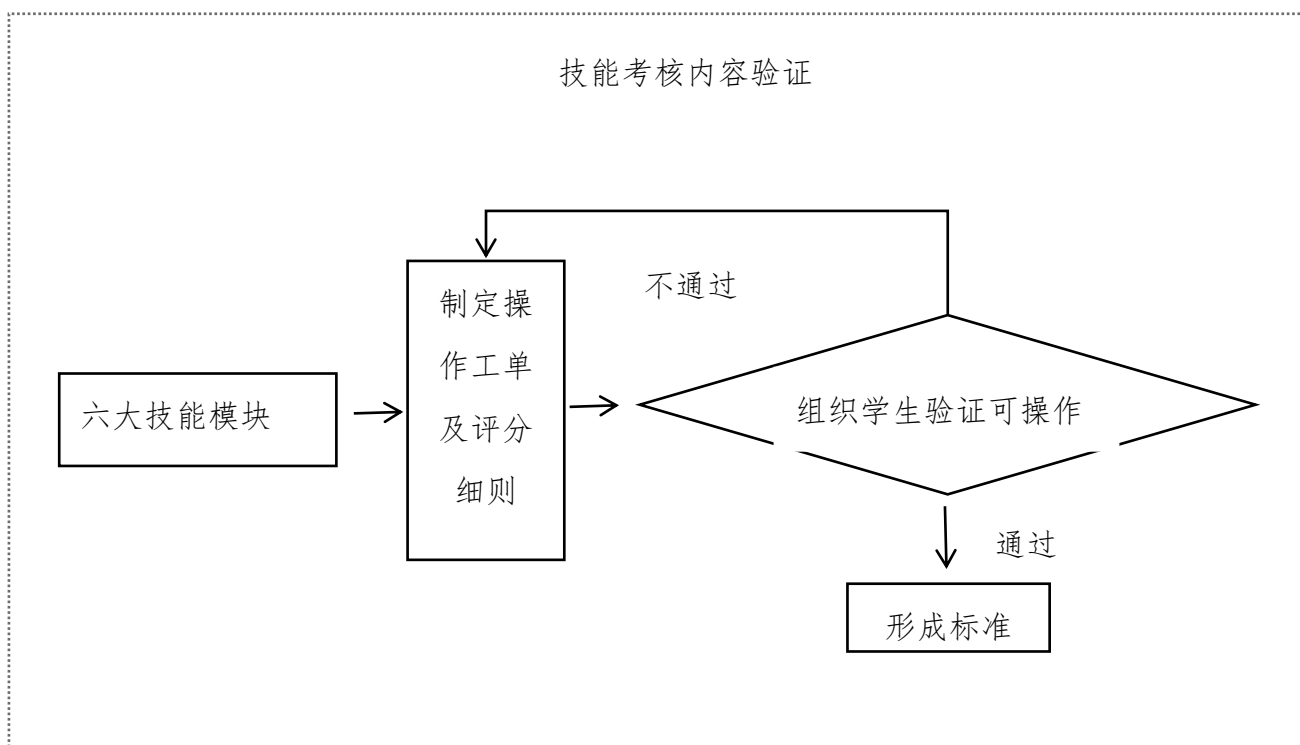 技能考核内容验证
不通过
制定操
作工单
及评分
细则
六大技能模块
组织学生验证可操作
通过
形成标准